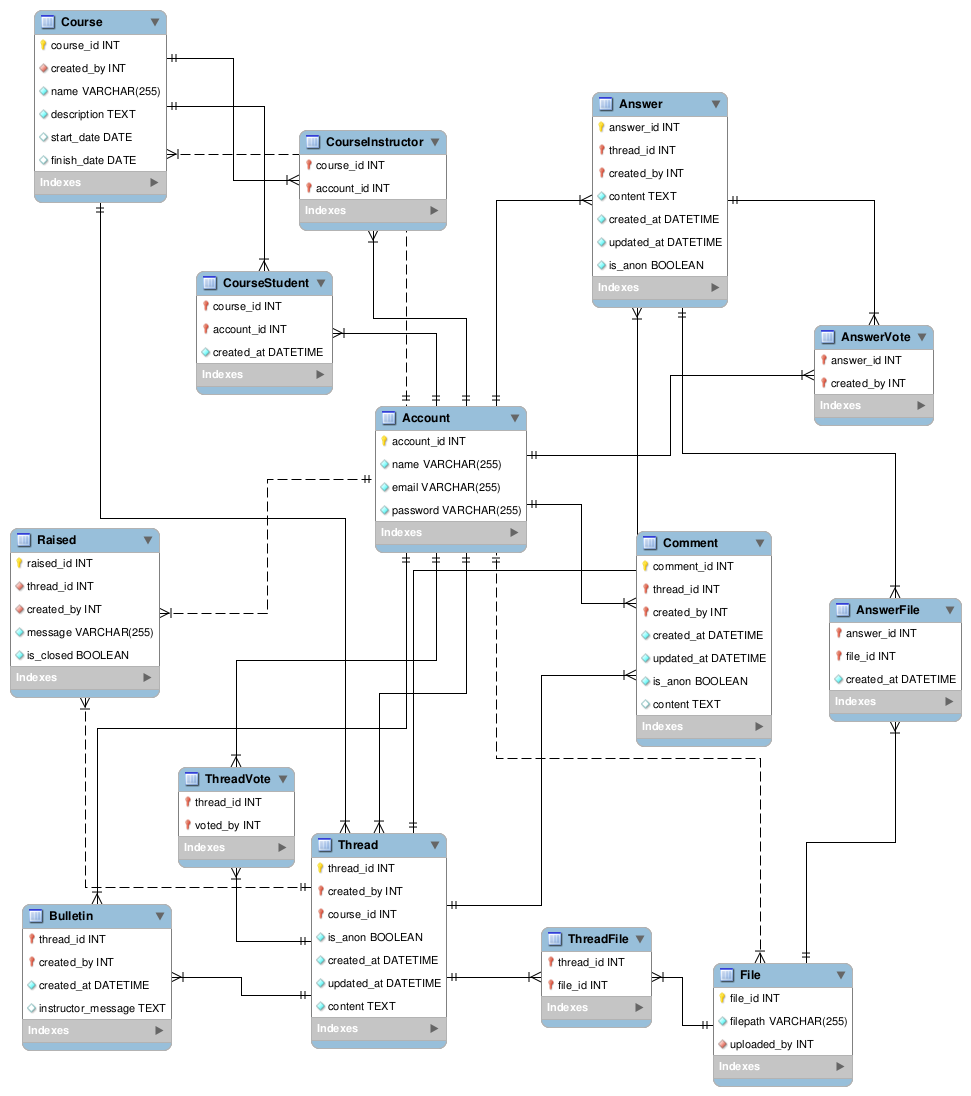 Course
course_id INT
created_by INT
name VARCHAR(255)
description TEXT
start_date DATE
finish_date DATE
Indexes
CourseInstructor
course_id INT
account_id INT
Indexes
CourseStudent
course_id INT
account_id INT
created_at DATETIME
Indexes
Answer
answer_id INT
thread_id INT
created_by INT
content TEXT
created_at DATETIME
updated_at DATETIME
is_anon BOOLEAN
Indexes
AnswerVote
answer_id INT
created_by INT
Indexes
Account
account_id INT
name VARCHAR(255)
email VARCHAR(255)
password VARCHAR(255)
Indexes
Raised
raised_id INT
thread_id INT
created_by INT
message VARCHAR(255)
is_closed BOOLEAN
Indexes
Comment
comment_id INT
thread_id INT
created_by INT
created_at DATETIME
updated_at DATETIME
is_anon BOOLEAN
content TEXT
Indexes
AnswerFile
answer_id INT
file_id INT
created_at DATETIME
Indexes
ThreadVote
thread_id INT
voted_by INT
Indexes
Thread
thread_id INT
created_by INT
course_id INT
is_anon BOOLEAN
created_at DATETIME
updated_at DATETIME
content TEXT
Indexes
Bulletin
thread_id INT
created_by INT
created_at DATETIME
instructor_message TEXT
Indexes
ThreadFile
thread_id INT
file_id INT
Indexes
File
file_id INT
filepath VARCHAR(255)
uploaded_by INT
Indexes